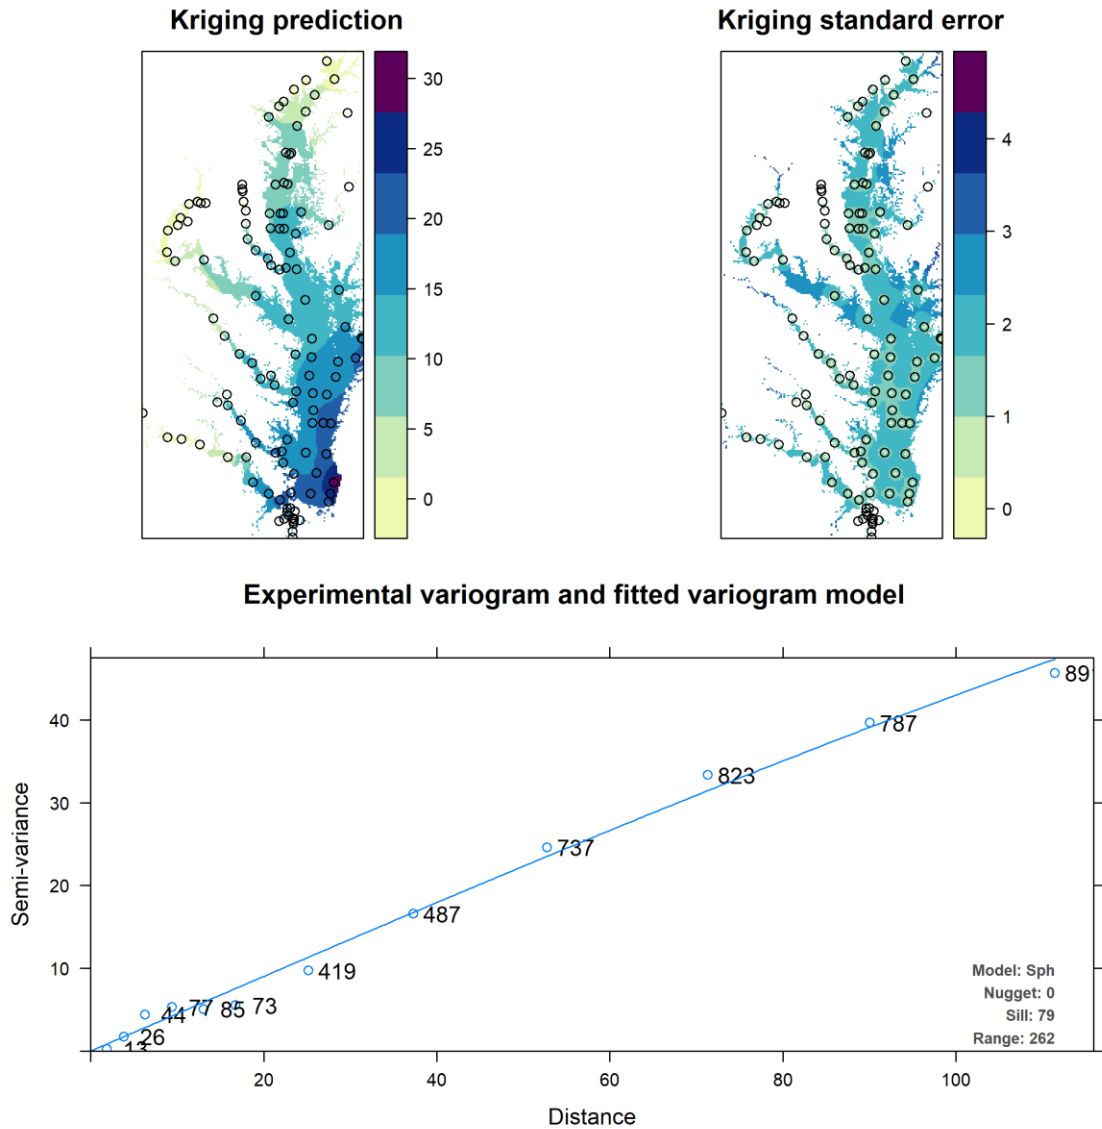 Kriging prediction
30
25
20
15
10
5
0
Kriging standard error
4
3
2
1
0
Experimental variogram and fitted variogram model
Semi-variance
40
30
20
10
13
26
44
77
85
73
419
487
737
823
787
89
Model: Sph
Nugget: 0
Sill: 79
Range: 262
20 40 60 80 100
Distance